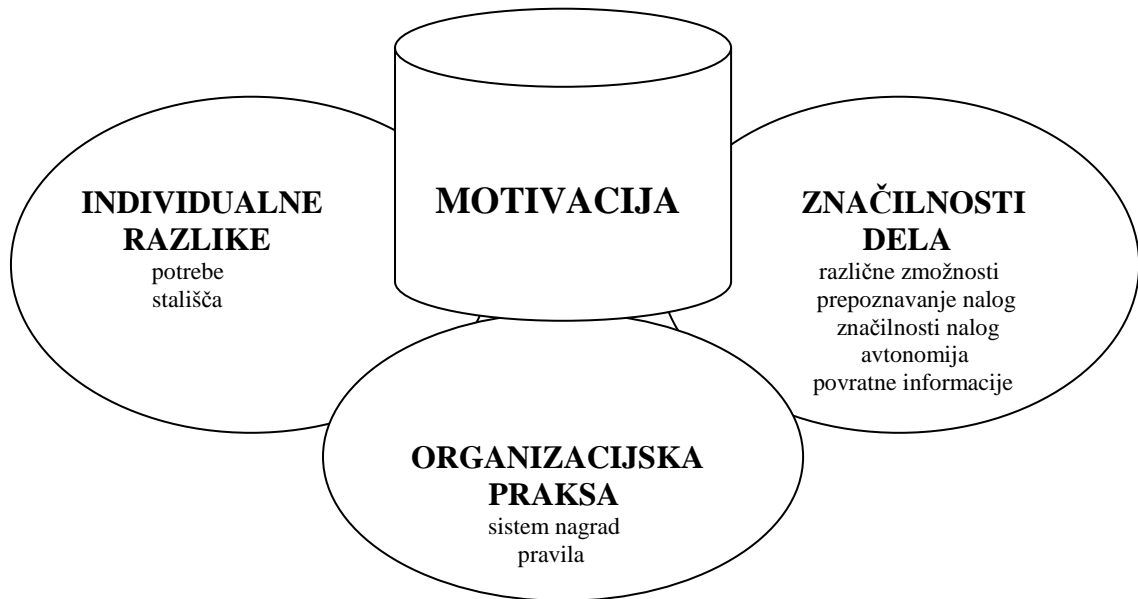 MOTIVACIJA
INDIVIDUALNE
RAZLIKE
potrebe
stališča
ZNAČILNOSTI
DELA
različne zmožnosti
prepoznavanje nalog
značilnosti nalog
avtonomija
povratne informacije
ORGANIZACIJSKA
PRAKSA
sistem nagrad
pravila